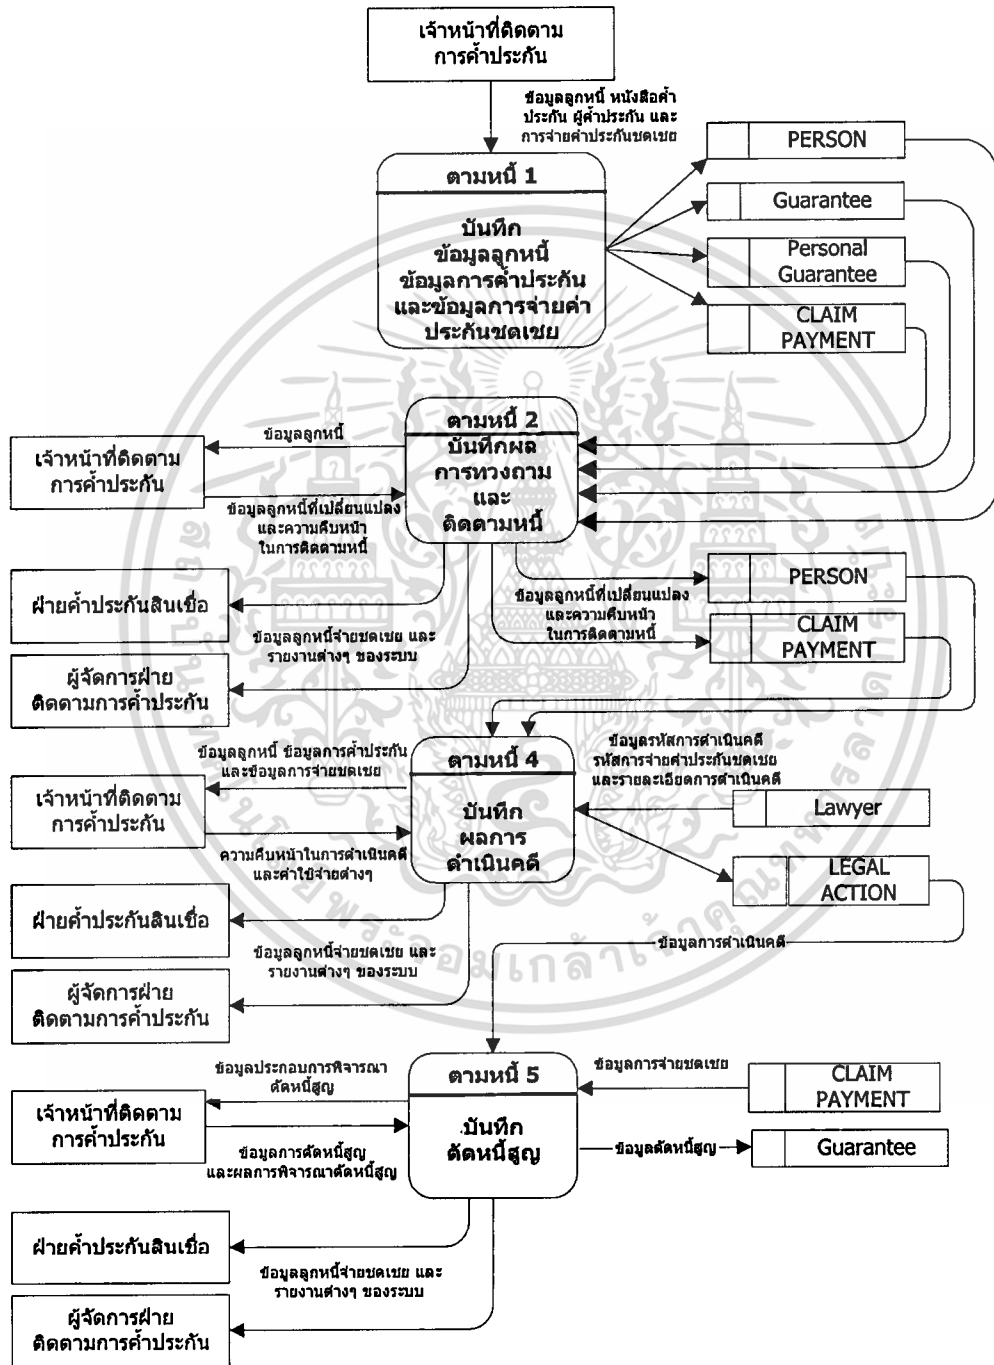 เจ้าหน้าที่ติดตาม
การค้ำประกัน
ข้อมูลลูกหนี้ หนังสือค้ำ
ประกัน ผู้ค้ำประกัน และ
การจ่ายค่าประกันชดเชย
ตามหนี้ 1
บันทึก
ข้อมูลลูกหนี้
ข้อมูลการค้ำประกัน
และข้อมูลการจ่ายค่า
ประกันชดเชย
PERSON
Guarantee
Personal
Guarantee
CLAIM
PAYMENT
ตามหนี้ 2
บันทึกผล
การทวงถาม
และ
ติดตามหนี้
เจ้าหน้าที่ติดตาม
การค้ำประกัน
ข้อมูลลูกหนี้
ข้อมูลลูกหนี้ที่เปลี่ยนแปลง
และความคืบหน้า
ในการติดตามหนี้
ฝ่ายค้ำประกันสินเชื่อ
ข้อมูลลูกหนี้จ่ายชดเชย และ
รายงานต่างๆ ของระบบ
ผู้จัดการฝ่าย
ติดตามการค้ำประกัน
ข้อมูลลูกหนี้ที่เปลี่ยนแปลง
และความคืบหน้า
ในการติดตามหนี้
PERSON
CLAIM
PAYMENT
ตามหนี้ 4
บันทึก
ผลการ
ดำเนินคดี
ข้อมูลลูกหนี้ ข้อมูลการค้ำประกัน
และข้อมูลการจ่ายชดเชย
เจ้าหน้าที่ติดตาม
การค้ำประกัน
ความคืบหน้าในการดำเนินคดี
และค่าใช้จ่ายต่างๆ
ข้อมูลรหัสการดำเนินคดี
รหัสการจ่ายค่าประกันชดเชย
และรายละเอียดการดำเนินคดี
Lawyer
LEGAL
ACTION
ฝ่ายค้ำประกันสินเชื่อ
ข้อมูลลูกหนี้จ่ายชดเชย และ
รายงานต่างๆ ของระบบ
ผู้จัดการฝ่าย
ติดตามการค้ำประกัน
ข้อมูลการดำเนินคดี
ตามหนี้ 5
บันทึก
ตัดหนี้สูญ
ข้อมูลประกอบการพิจารณา
ตัดหนี้สูญ
เจ้าหน้าที่ติดตาม
การค้ำประกัน
ข้อมูลการตัดหนี้สูญ
และผลการพิจารณาตัดหนี้สูญ
ข้อมูลการจ่ายชดเชย
CLAIM
PAYMENT
ข้อมูลตัดหนี้สูญ
Guarantee
ฝ่ายค้ำประกันสินเชื่อ
ข้อมูลลูกหนี้จ่ายชดเชย และ
รายงานต่างๆ ของระบบ
ผู้จัดการฝ่าย
ติดตามการค้ำประกัน